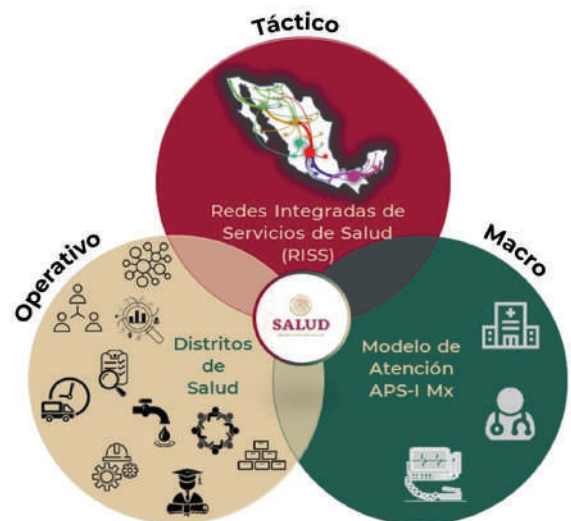 Táctico
Redes Integradas de
Servicios de Salud
(RISS)
Operativo
Distritos
de
Salud
SALUD
Macro
Modelo de
Atención
APS-I Mx